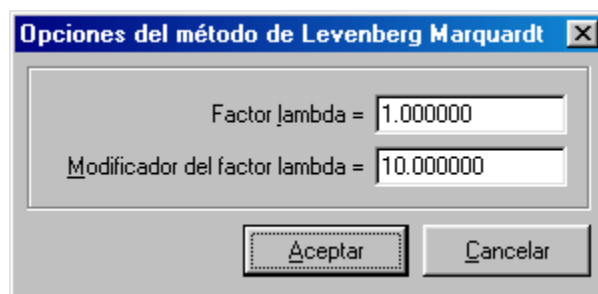 Opciones del método de Levenberg Marquardt
Factor lambda = 1.000000
Modificador del factor lambda = 10.000000
Aceptar Cancelar